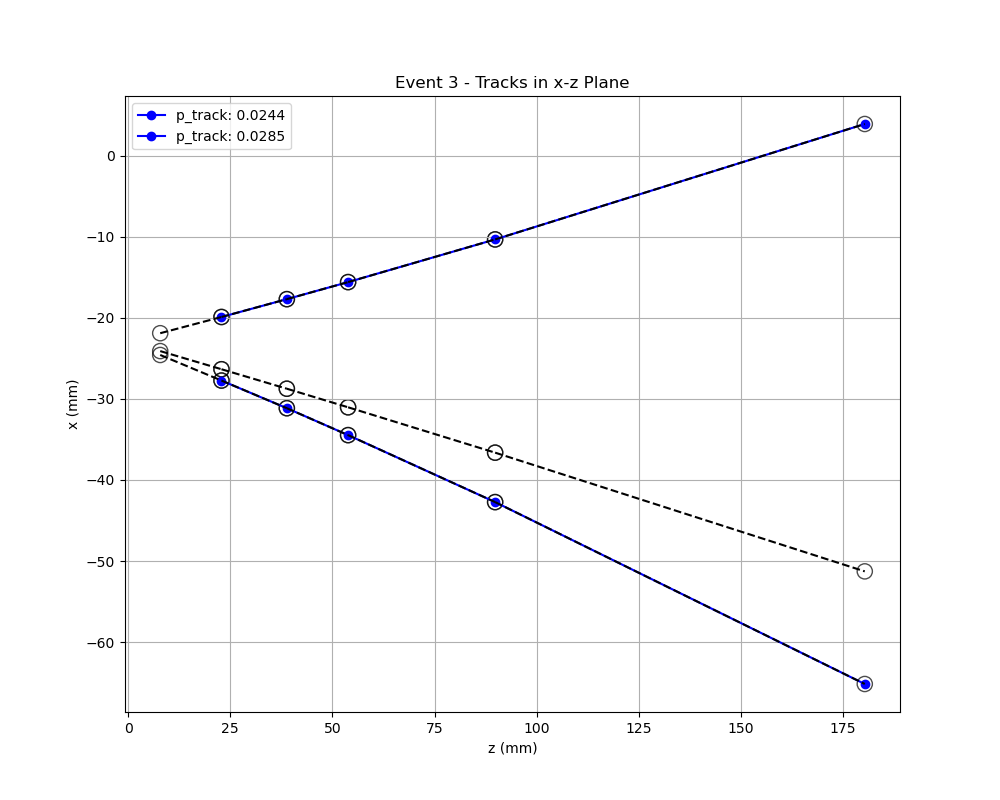 Event 3 - Tracks in x-z Plane
p_track: 0.0244
p_track: 0.0285
x (mm)
0
−10
−20
−30
−40
−50
−60
0 25 50 75 100 125 150 175
z (mm)